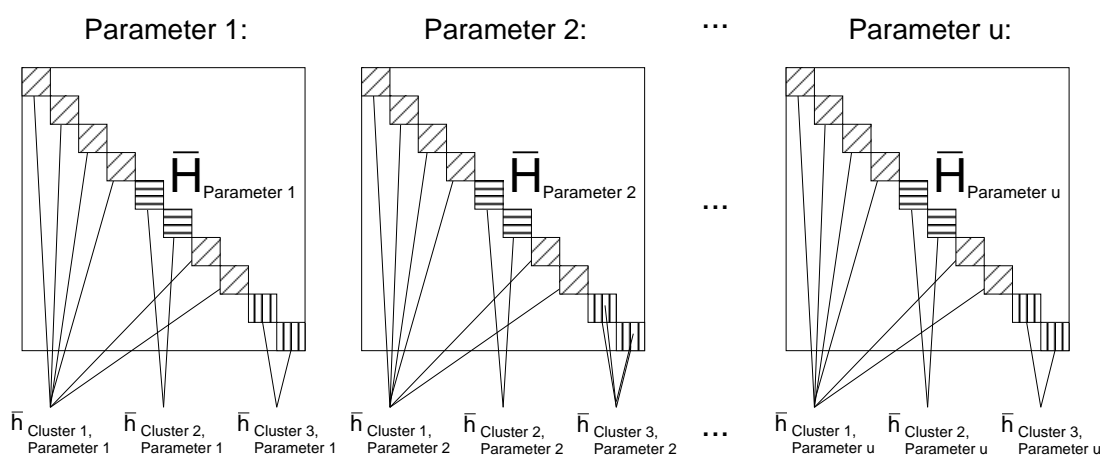 Parameter 1:
Parameter 2:
...
Parameter u:
H̅ Parameter 1
H̅ Parameter 2
...
H̅ Parameter u
h̅ Cluster 1,
Parameter 1
h̅ Cluster 2,
Parameter 1
h̅ Cluster 3,
Parameter 1
h̅ Cluster 1,
Parameter 2
h̅ Cluster 2,
Parameter 2
h̅ Cluster 3,
Parameter 2
...
h̅ Cluster 1,
Parameter u
h̅ Cluster 2,
Parameter u
h̅ Cluster 3,
Parameter u